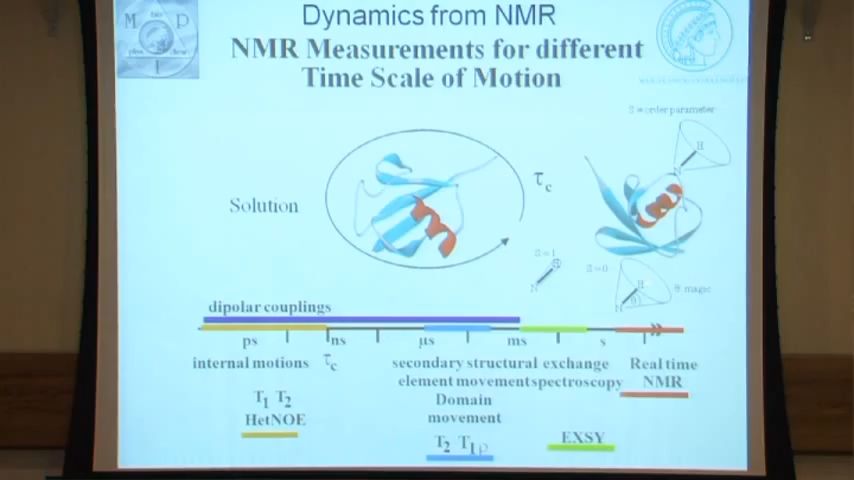 Dynamics from NMR
NMR Measurements for different
Time Scale of Motion
M P
I
S = order parameter
H
N
τc
Solution
S=1
N
S=0
H
N
θ
θ magic
dipolar couplings
ps ns µs ms s
internal motions τc secondary structural exchange Real time
element movement spectroscopy NMR
T1 T2 Domain
HetNOE movement
T2 T1ρ EXSY